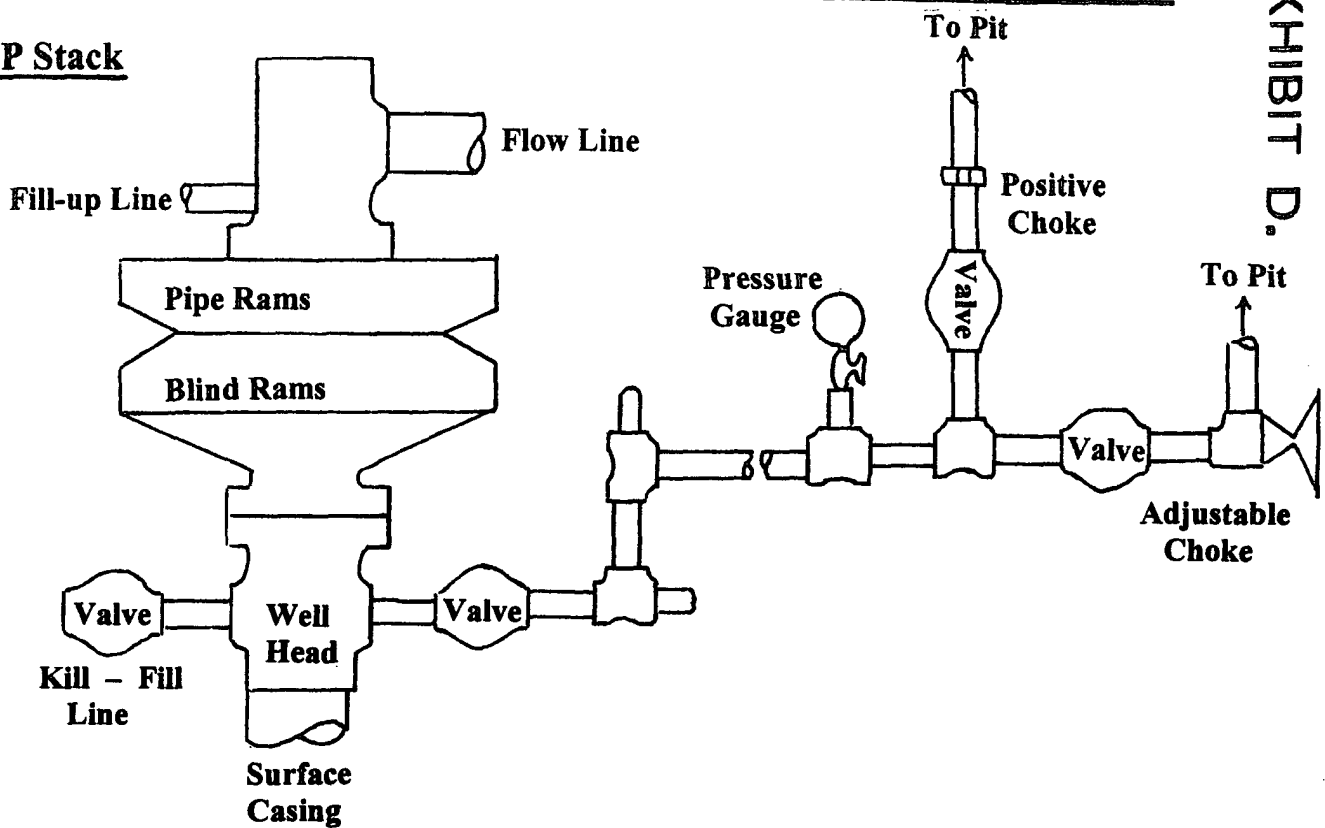 P Stack
To Pit
XHIBIT D.
Flow Line
Fill-up Line
Positive
Choke
Pipe Rams
Valve
Pressure
Gauge
To Pit
Blind Rams
Valve
Adjustable
Choke
Valve
Well
Head
Valve
Kill – Fill
Line
Surface
Casing